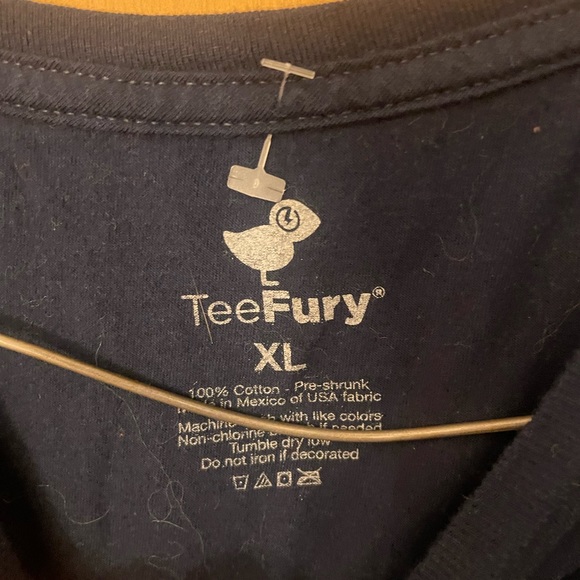 TeeFury®
XL
100% Cotton - Pre-shrunk
in Mexico of USA fabric
Machine with like colors
Non-chlorine if needed
Tumble dry low
Do not iron if decorated